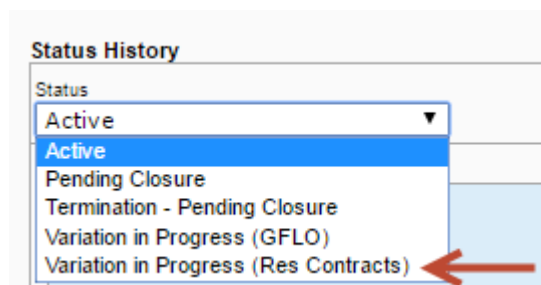 Status History
Status
Active
Active
Pending Closure
Termination - Pending Closure
Variation in Progress (GFLO)
Variation in Progress (Res Contracts)